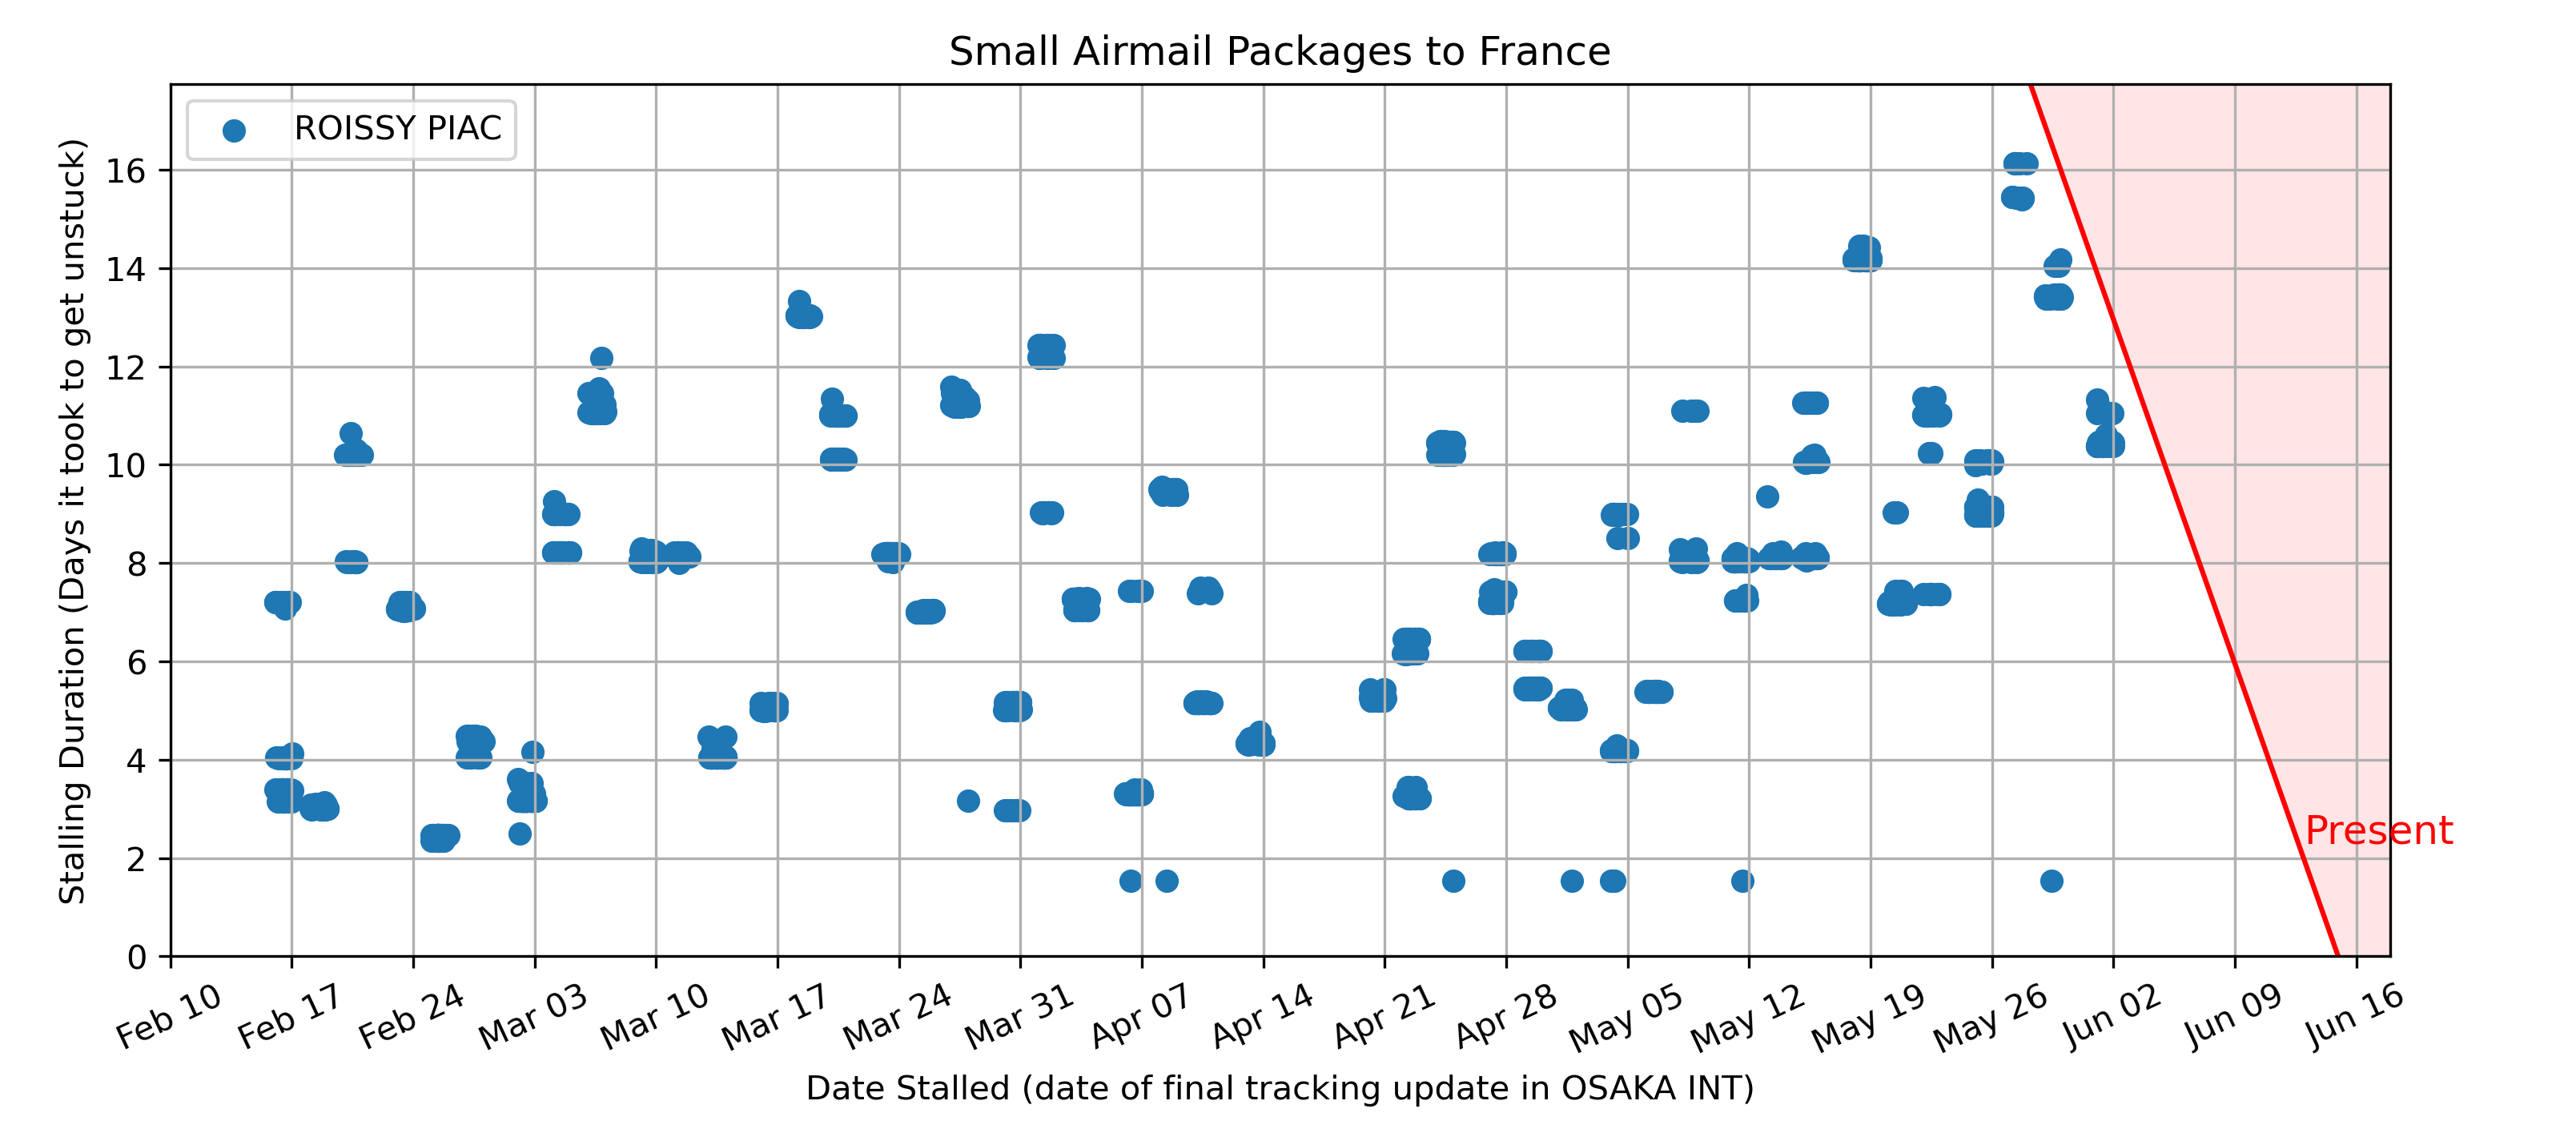 Small Airmail Packages to France
ROISSY PIAC
Stalling Duration (Days it took to get unstuck)
16
14
12
10
8
6
4
2
0
Present
Feb 10
Feb 17
Feb 24
Mar 03
Mar 10
Mar 17
Mar 24
Mar 31
Apr 07
Apr 14
Apr 21
Apr 28
May 05
May 12
May 19
May 26
Jun 02
Jun 09
Jun 16
Date Stalled (date of final tracking update in OSAKA INT)